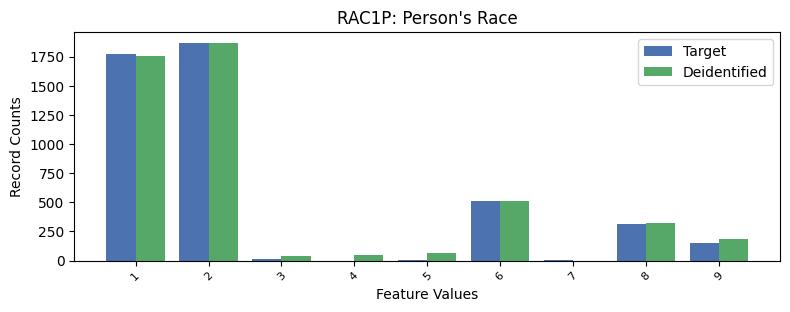 RAC1P: Person's Race
Record Counts
1750
1500
1250
1000
750
500
250
0
Target
Deidentified
1 2 3 4 5 6 7 8 9
Feature Values